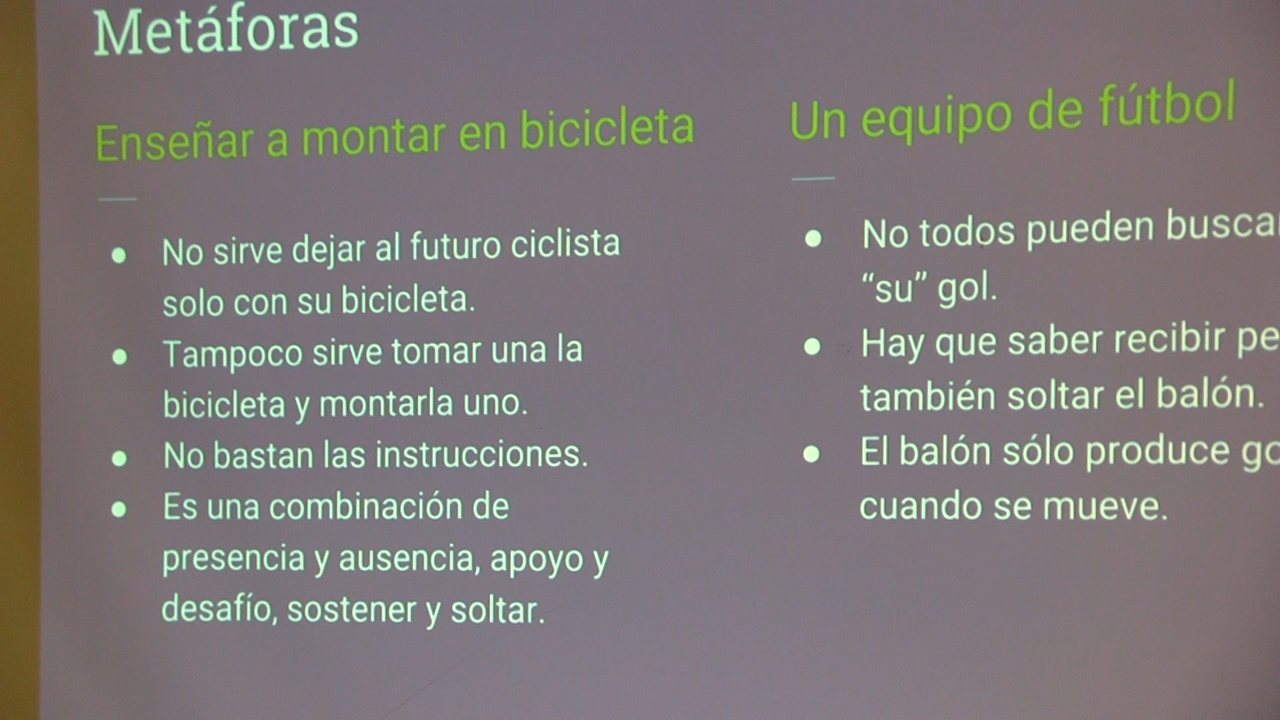 Metáforas
Enseñar a montar en bicicleta
No sirve dejar al futuro ciclista
solo con su bicicleta.
Tampoco sirve tomar una la
bicicleta y montarla uno.
No bastan las instrucciones.
Es una combinación de
presencia y ausencia, apoyo y
desafío, sostener y soltar.
Un equipo de fútbol
No todos pueden
“su” gol.
Hay que saber recibir
también soltar el balón.
El balón sólo produce
cuando se mueve.